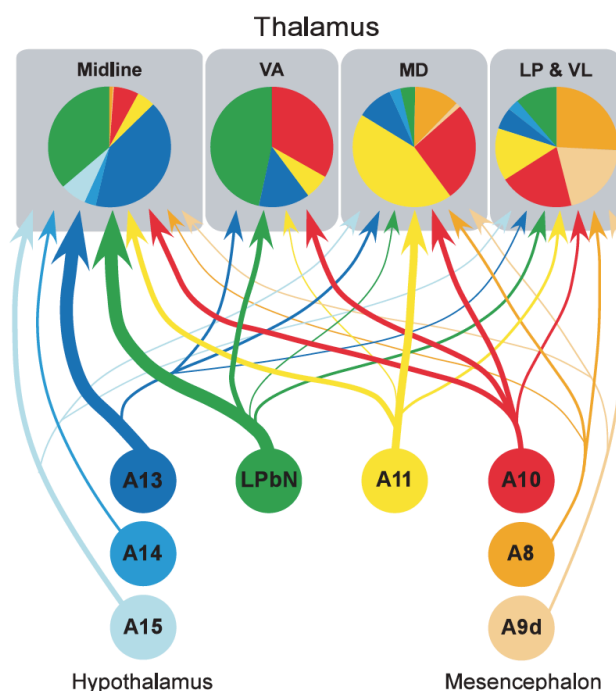 Thalamus
Midline VA MD LP & VL
A13 LPbN A11 A10
A14 A8
A15 A9d
Hypothalamus Mesencephalon